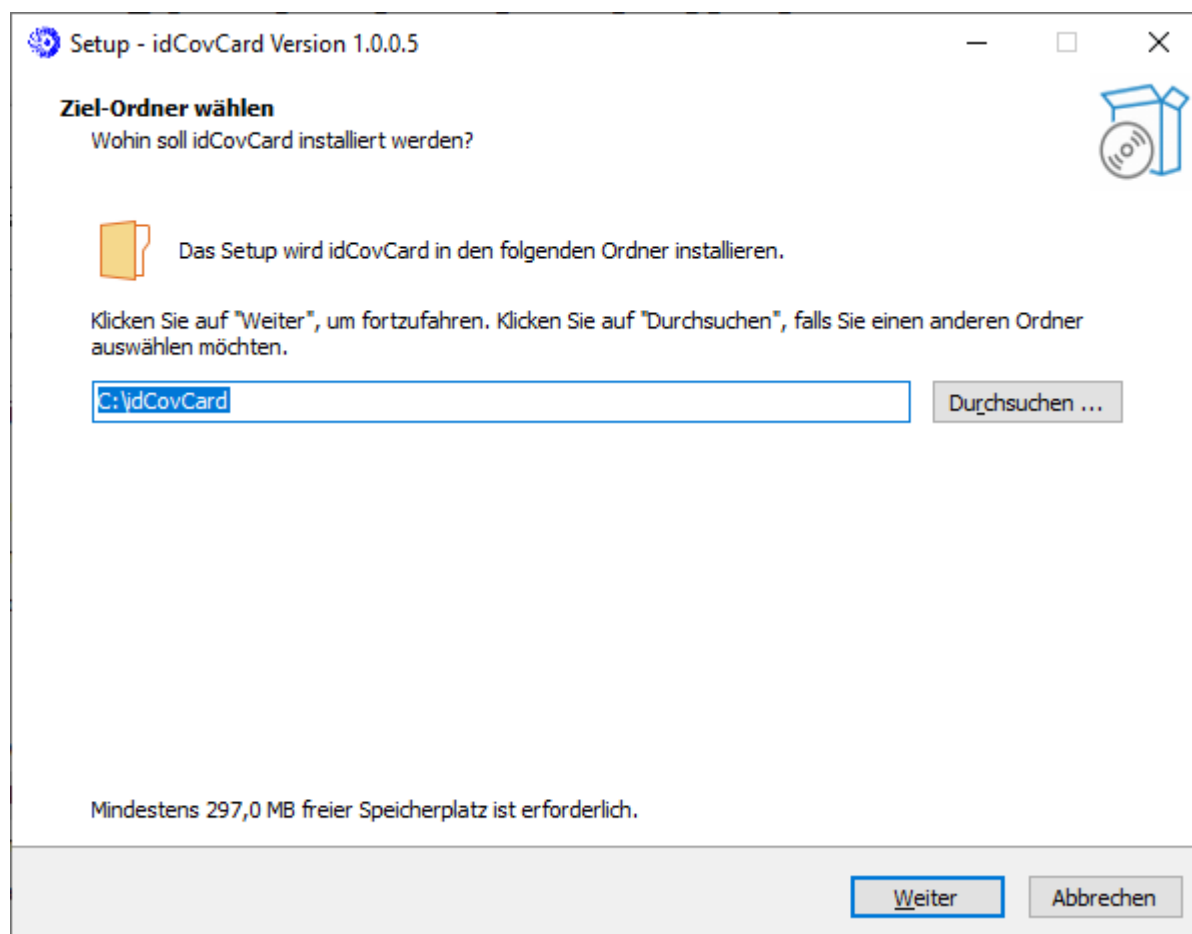 Setup - idCovCard Version 1.0.0.5
Ziel-Ordner wählen
Wohin soll idCovCard installiert werden?
Das Setup wird idCovCard in den folgenden Ordner installieren.
Klicken Sie auf "Weiter", um fortzufahren. Klicken Sie auf "Durchsuchen", falls Sie einen anderen Ordner
auswählen möchten.
C:\idCovCard
Durchsuchen ...
Mindestens 297,0 MB freier Speicherplatz ist erforderlich.
Weiter
Abbrechen